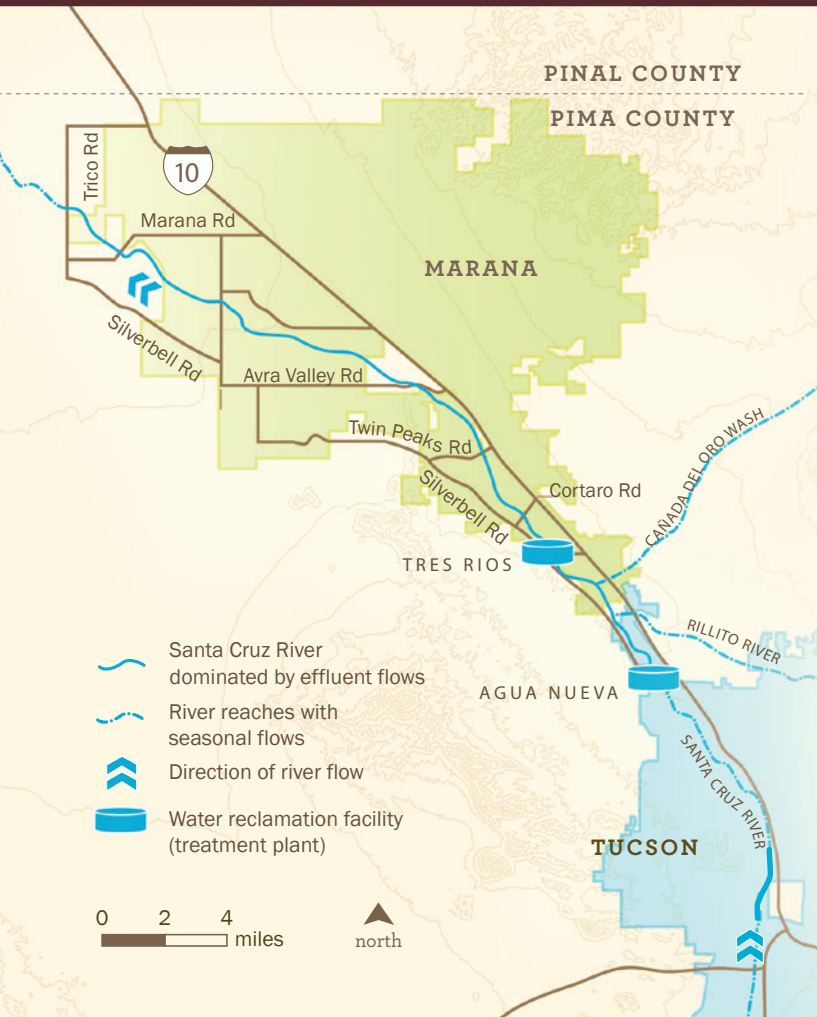 PINAL COUNTY
PIMA COUNTY
Trico Rd
10
Marana Rd
MARANA
Silverbell Rd
Avra Valley Rd
Twin Peaks Rd
Silverbell Rd
Cortaro Rd
CAÑADA DEL ORO WASH
TRES RIOS
RILLITO RIVER
AGUA NUEVA
SANTA CRUZ RIVER
TUCSON
Santa Cruz River
dominated by effluent flows
River reaches with
seasonal flows
Direction of river flow
Water reclamation facility
(treatment plant)
0 2 4
miles
north